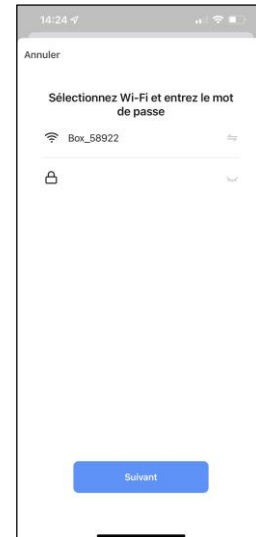 14:24
Annuler
Sélectionnez Wi-Fi et entrez le mot
de passe
Box_58922
Suivant